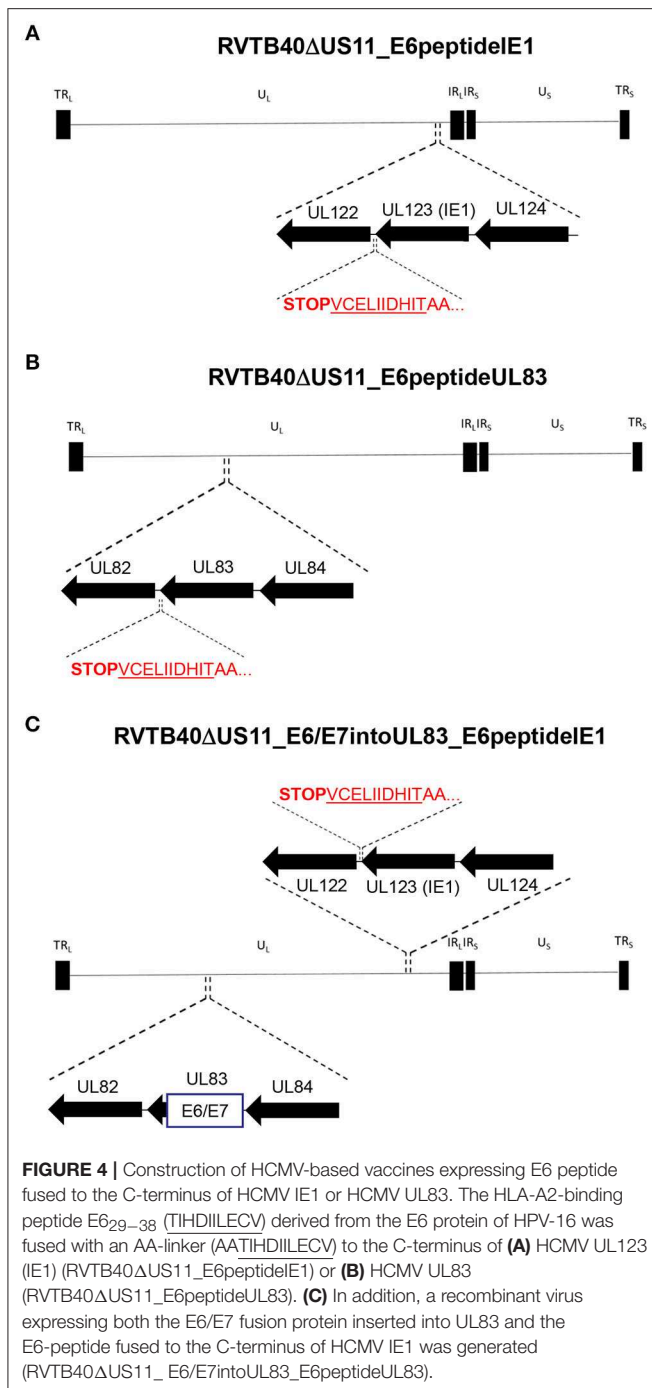 A
RVTB40ΔUS11_E6peptideIE1
TRL UL IRL IRS US TRS
UL122 UL123 (IE1) UL124
STOPVCELIIDHITAA...
B
RVTB40ΔUS11_E6peptideUL83
TRL UL IRL IRS US TRS
UL82 UL83 UL84
STOPVCELIIDHITAA...
C
RVTB40ΔUS11_E6/E7intoUL83_E6peptideIE1
STOPVCELIIDHITAA...
UL122 UL123 (IE1) UL124
TRL UL IRL IRS US TRS
UL82 UL83 UL84
E6/E7
FIGURE 4 | Construction of HCMV-based vaccines expressing E6 peptide
fused to the C-terminus of HCMV IE1 or HCMV UL83. The HLA-A2-binding
peptide E629–38 (TIHDIILECV) derived from the E6 protein of HPV-16 was
fused with an AA-linker (AATIHDIILECV) to the C-terminus of (A) HCMV UL123
(IE1) (RVTB40ΔUS11_E6peptideIE1) or (B) HCMV UL83
(RVTB40ΔUS11_E6peptideUL83). (C) In addition, a recombinant virus
expressing both the E6/E7 fusion protein inserted into UL83 and the
E6-peptide fused to the C-terminus of HCMV IE1 was generated
(RVTB40ΔUS11_ E6/E7intoUL83_E6peptideUL83).